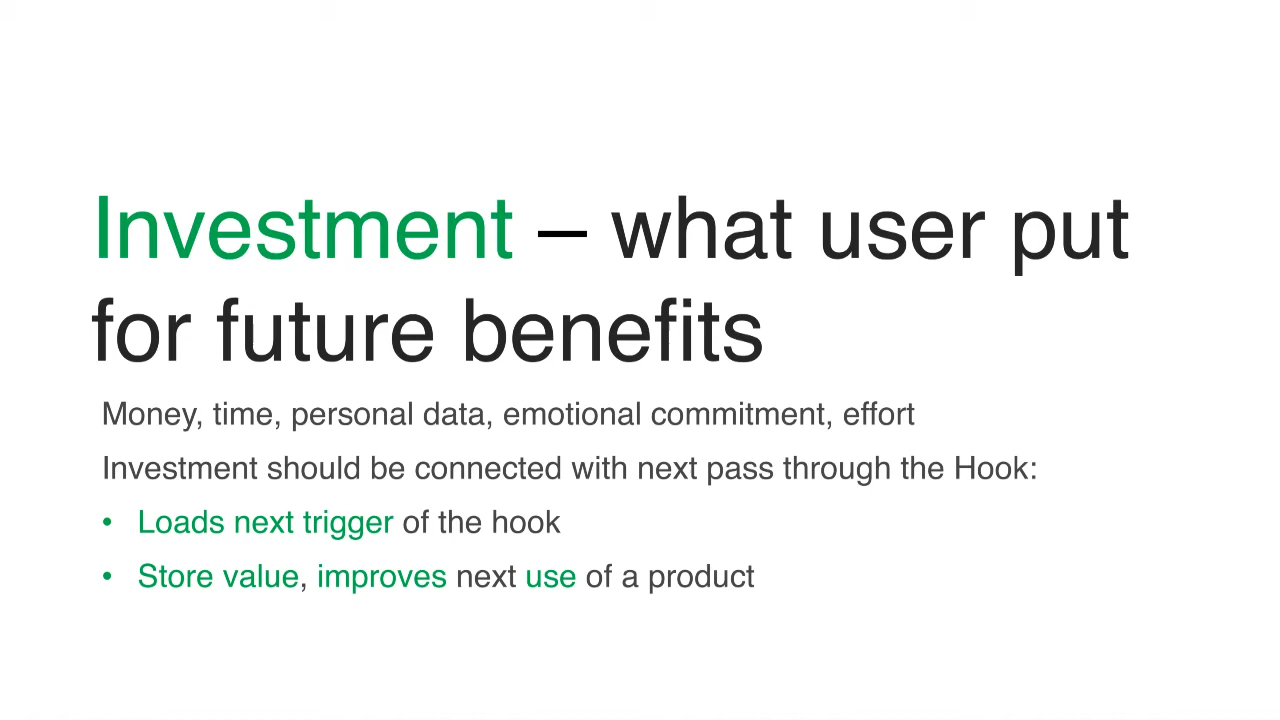 Investment – what user put
for future benefits
Money, time, personal data, emotional commitment, effort
Investment should be connected with next pass through the Hook:
• Loads next trigger of the hook
• Store value, improves next use of a product